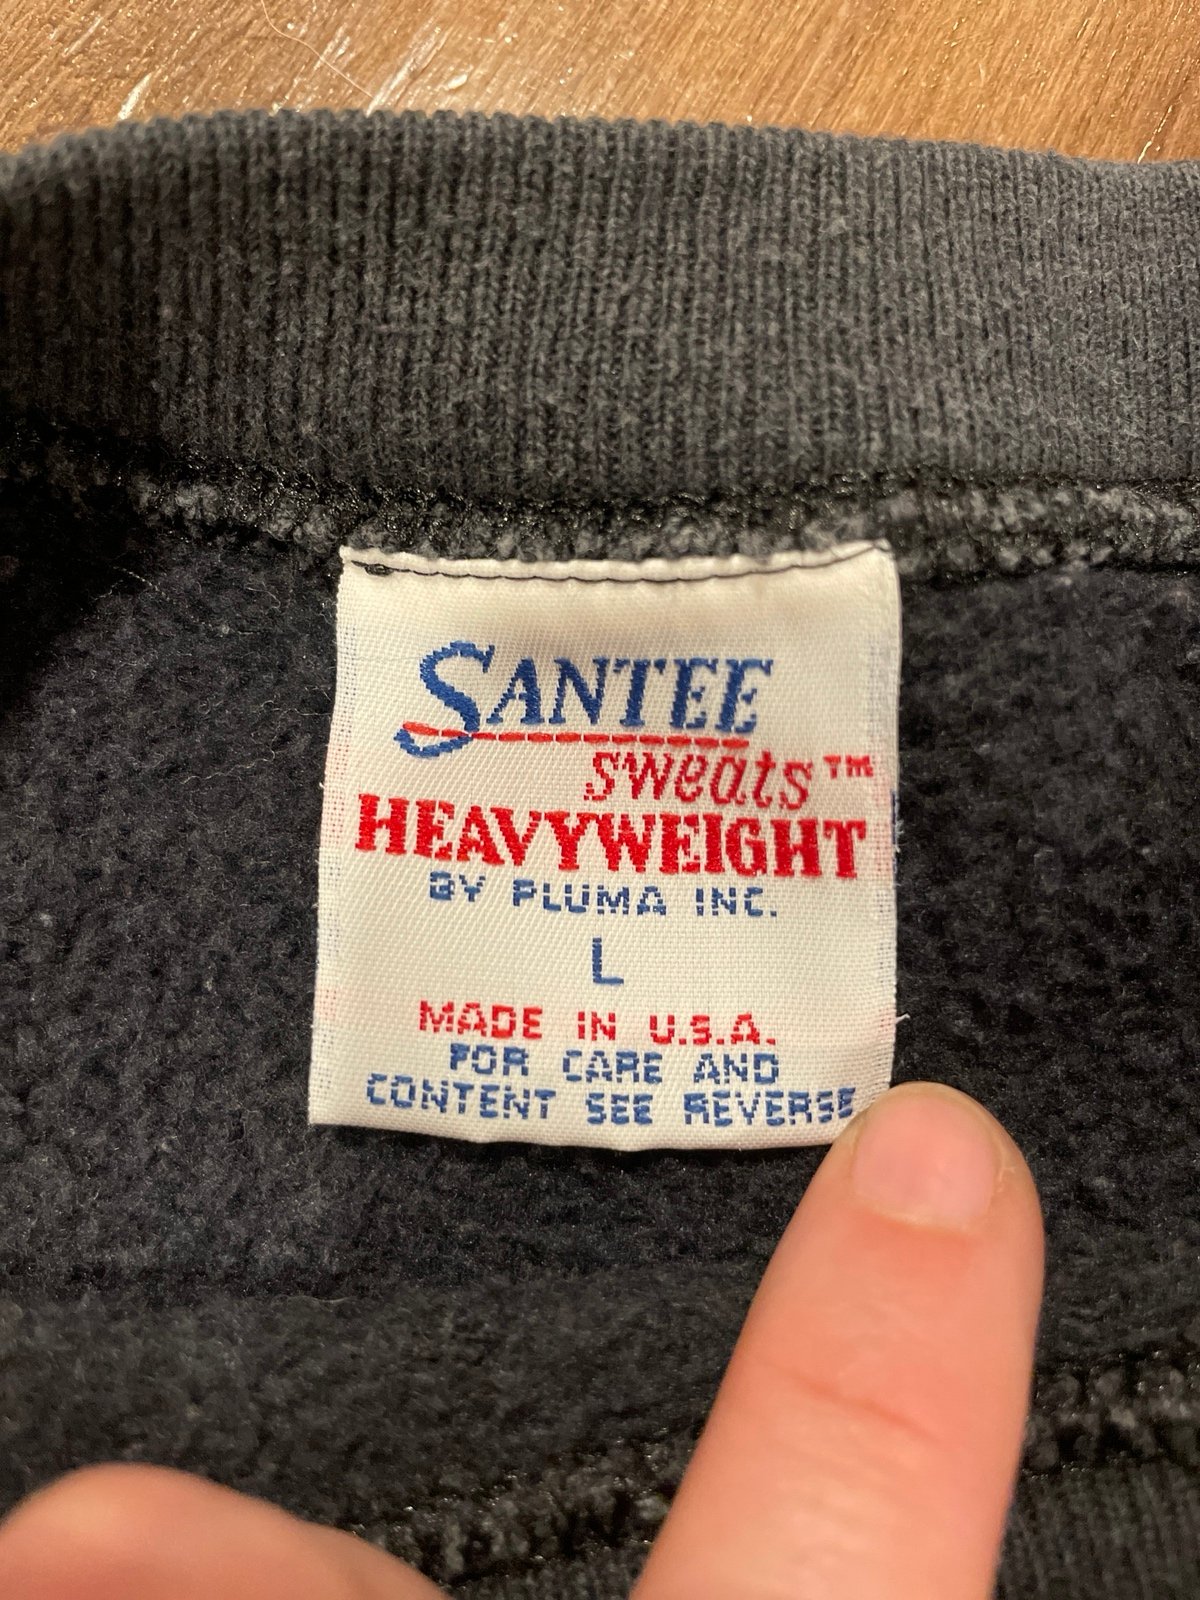 SANTEE
sweats™
HEAVYWEIGHT
BY PLUMA INC.
L
MADE IN U.S.A.
FOR CARE AND
CONTENT SEE REVERSE